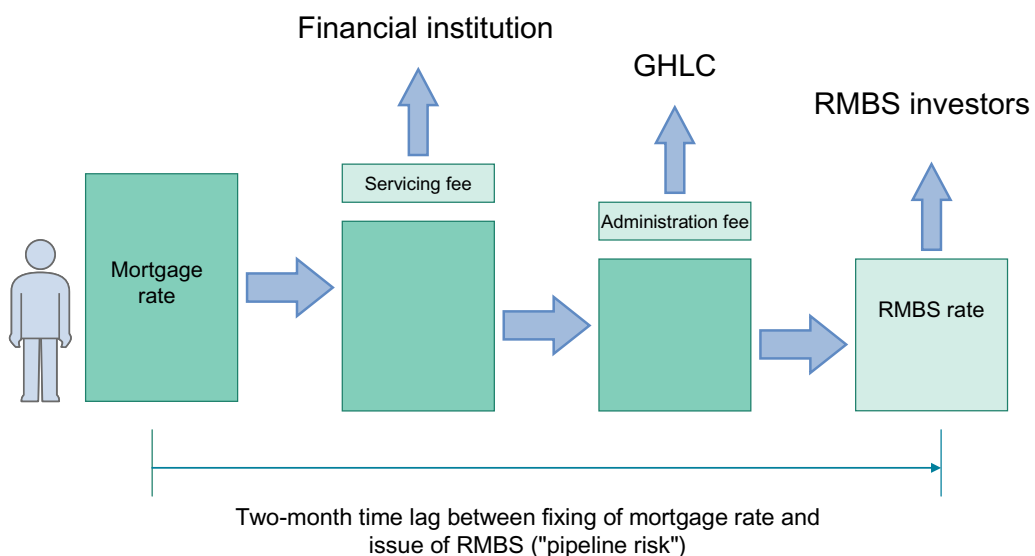 Financial institution
GHLC
RMBS investors
Servicing fee
Administration fee
Mortgage
rate
RMBS rate
Two-month time lag between fixing of mortgage rate and
issue of RMBS ("pipeline risk")